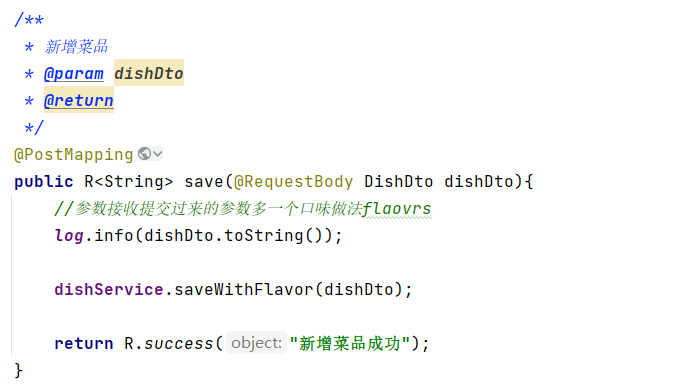 /**
 * 新增菜品
 * @param dishDto
 * @return
 */
@PostMapping
public R<String> save(@RequestBody DishDto dishDto){
    //参数接收提交过来的参数多一个口味做法flaovrs
    log.info(dishDto.toString());
    dishService.saveWithFlavor(dishDto);
    return R.success( object: "新增菜品成功");
}